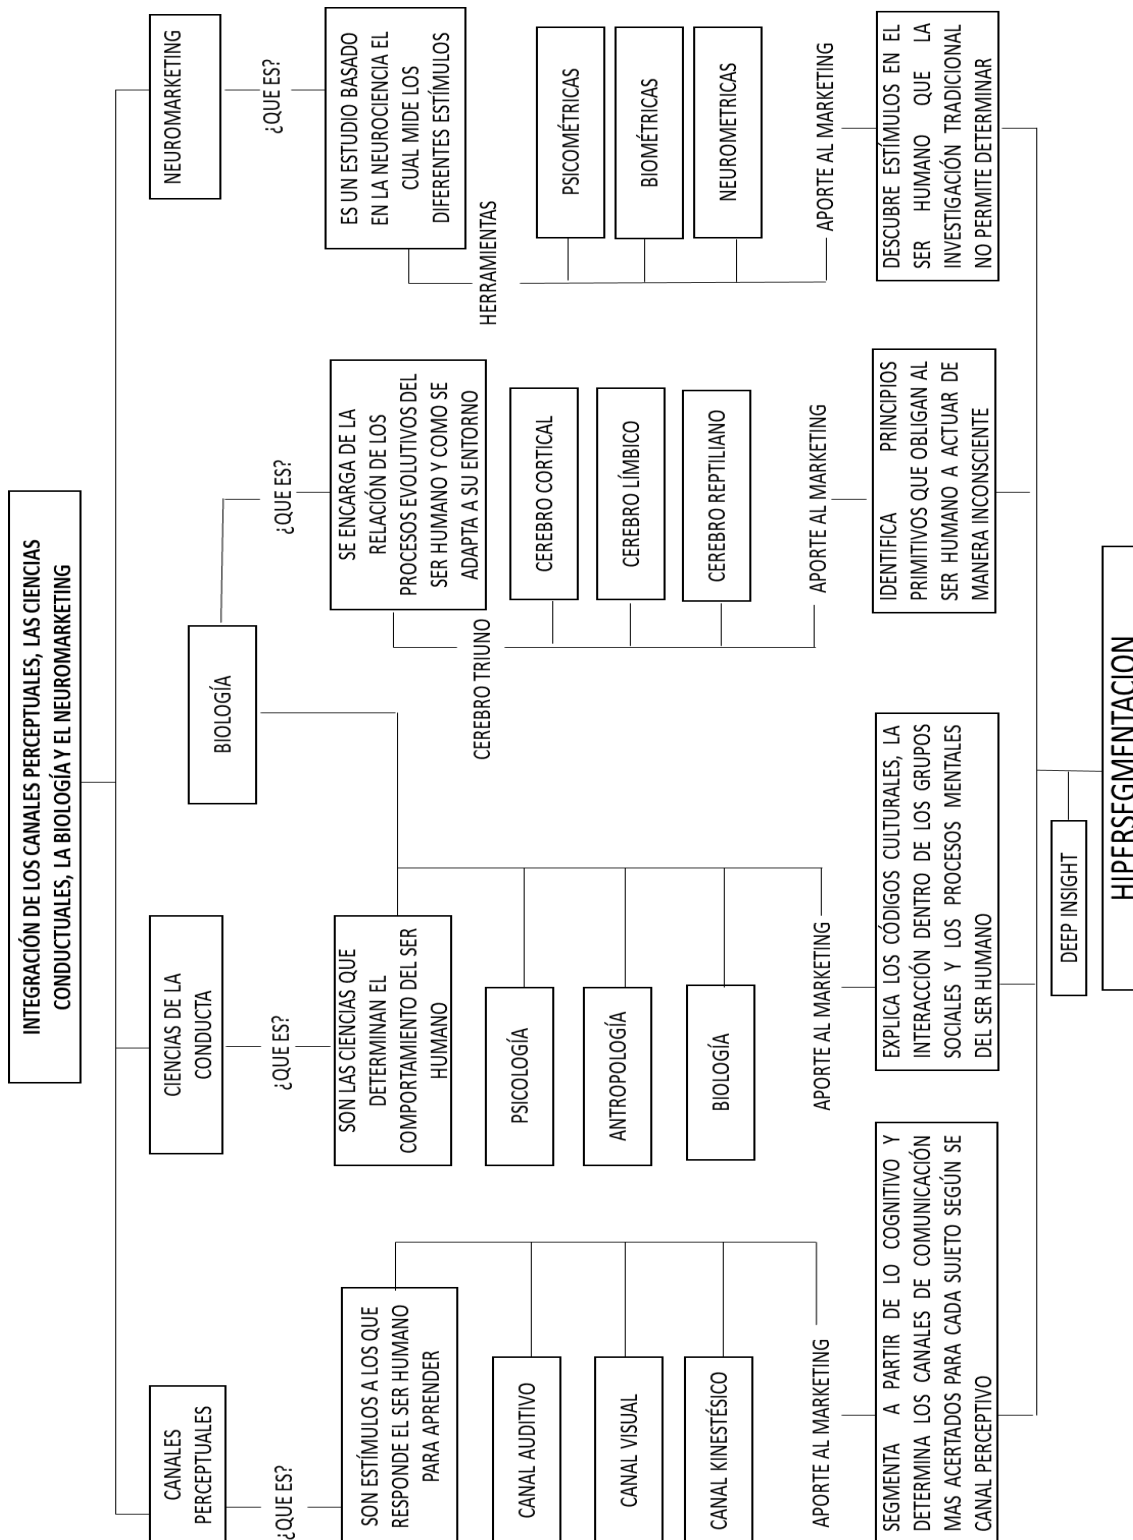 INTEGRACIÓN DE LOS CANALES PERCEPTUALES, LAS CIENCIAS
CONDUCTUALES, LA BIOLOGÍA Y EL NEUROMARKETING
CANALES
PERCEPTUALES
¿QUE ES?
SON ESTÍMULOS A LOS QUE
RESPONDE EL SER HUMANO
PARA APRENDER
CANAL AUDITIVO
CANAL VISUAL
CANAL KINESTÉSICO
APORTE AL MARKETING
SEGMENTA A PARTIR DE LO COGNITIVO Y
DETERMINA LOS CANALES DE COMUNICACIÓN
MAS ACERTADOS PARA CADA SUJETO SEGÚN SE
CANAL PERCEPTIVO
CIENCIAS DE LA
CONDUCTA
¿QUE ES?
SON LAS CIENCIAS QUE
DETERMINAN EL
COMPORTAMIENTO DEL SER
HUMANO
PSICOLOGÍA
ANTROPOLOGÍA
BIOLOGÍA
APORTE AL MARKETING
EXPLICA LOS CÓDIGOS CULTURALES, LA
INTERACCIÓN DENTRO DE LOS GRUPOS
SOCIALES Y LOS PROCESOS MENTALES
DEL SER HUMANO
BIOLOGÍA
¿QUE ES?
SE ENCARGA DE LA
RELACIÓN DE LOS
PROCESOS EVOLUTIVOS DEL
SER HUMANO Y COMO SE
ADAPTA A SU ENTORNO
CEREBRO TRIUNO
CEREBRO CORTICAL
CEREBRO LÍMBICO
CEREBRO REPTILIANO
APORTE AL MARKETING
IDENTIFICA PRINCIPIOS
PRIMITIVOS QUE OBLIGAN AL
SER HUMANO A ACTUAR DE
MANERA INCONSCIENTE
NEUROMARKETING
¿QUE ES?
ES UN ESTUDIO BASADO
EN LA NEUROCIENCIA EL
CUAL MIDE LOS
DIFERENTES ESTÍMULOS
HERRAMIENTAS
PSICOMÉTRICAS
BIOMÉTRICAS
NEUROMETRICAS
APORTE AL MARKETING
DESCUBRE ESTÍMULOS EN EL
SER HUMANO QUE LA
INVESTIGACIÓN TRADICIONAL
NO PERMITE DETERMINAR
DEEP INSIGHT
HIPERSEGMENTACION